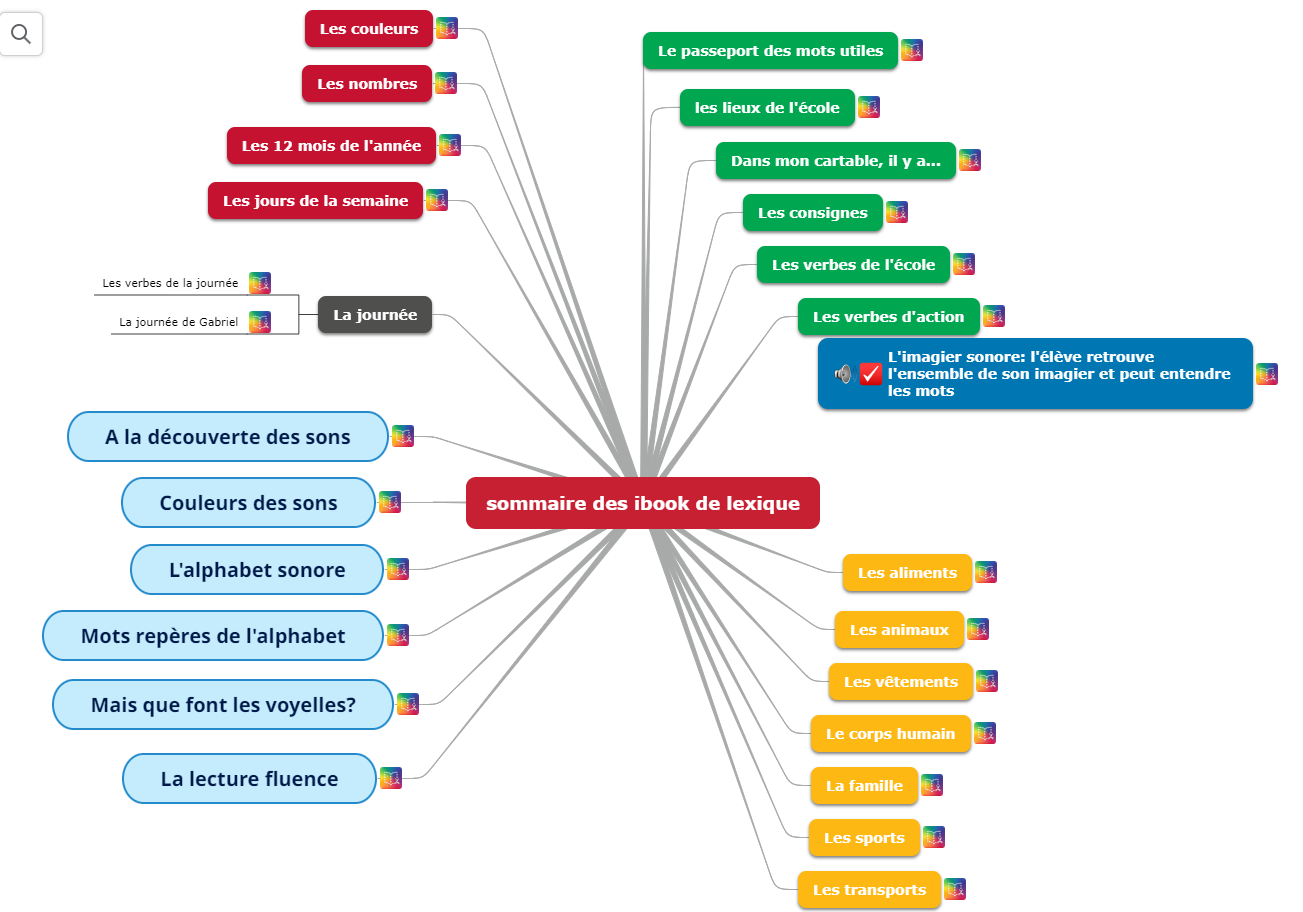 Les couleurs
Les nombres
Les 12 mois de l'année
Les jours de la semaine
Les verbes de la journée
La journée de Gabriel
La journée
A la découverte des sons
Couleurs des sons
L'alphabet sonore
Mots repères de l'alphabet
Mais que font les voyelles?
La lecture fluence
sommaire des ibook de lexique
Le passeport des mots utiles
les lieux de l'école
Dans mon cartable, il y a...
Les consignes
Les verbes de l'école
Les verbes d'action
L'imagier sonore: l'élève retrouve
l'ensemble de son imagier et peut entendre
les mots
Les aliments
Les animaux
Les vêtements
Le corps humain
La famille
Les sports
Les transports